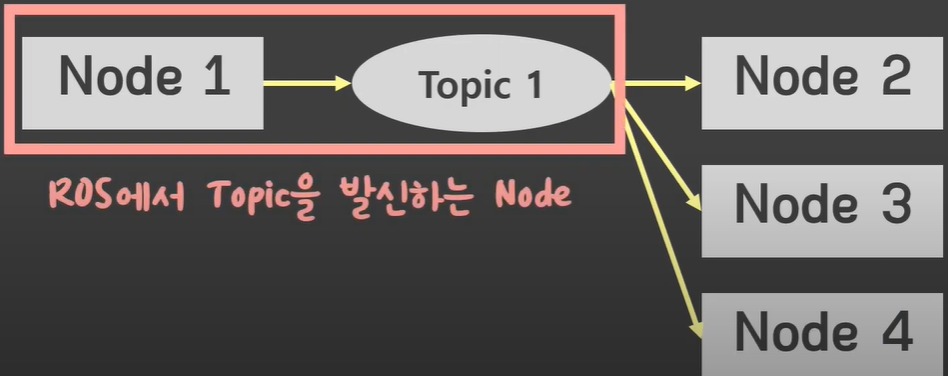 Node 1
Topic 1
Node 2
ROS에서 Topic을 발신하는 Node
Node 3
Node 4